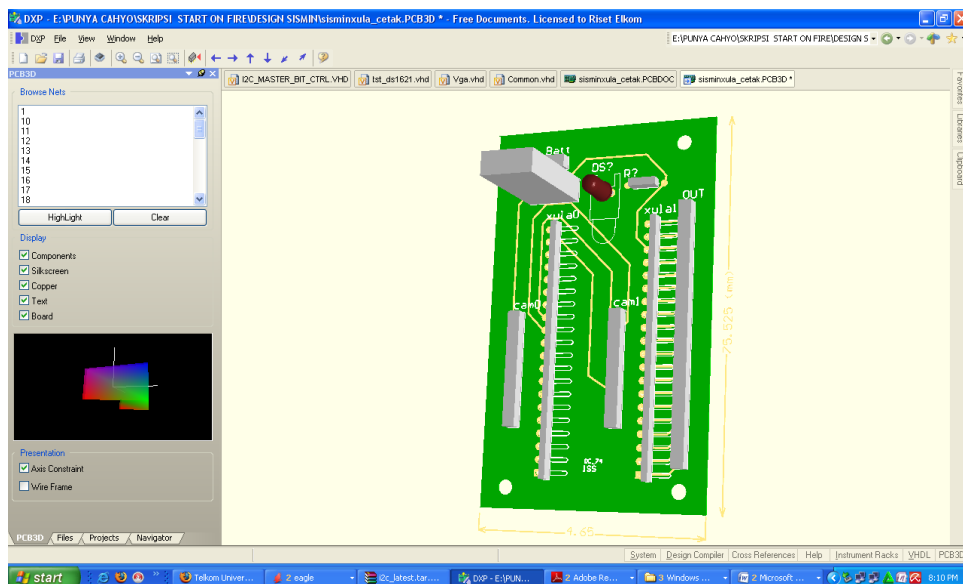 DXP - E:\PUNYA CAHYO\SKRIPSI START ON FIRE\DESIGN SISMIN\sisminxula_cetak.PCB3D * - Free Documents. Licensed to Riset Elkom
DXP File View Window Help
E:\PUNYA CAHYO\SKRIPSI START ON FIRE\DESIGN S
PCB3D
I2C_MASTER_BIT_CTRL.VHD tst_ds1621.vhd Vga.vhd Common.vhd sisminxula_cetak.PCBDOC sisminxula_cetak.PCB3D *
Browse Nets
1
10
11
12
13
14
15
16
17
18
HighLight Clear
Display
Components
Silkscreen
Copper
Text
Board
Presentation
Axis Constraint
Wire Frame
PCB3D Files Projects Navigator
Favorites
Libraries
Clipboard
Batt
DS?
R?
OUT
xula0
xula1
cam0
cam1
ISS
System Design Compiler Cross References Help Instrument Racks VHDL PCB3D
start Telkom Univer... 2 eagle i2c_latest.tar.... DXP - E:\PUN... 2 Adobe Re... 3 Windows ... 2 Microsoft ... 8:10 PM